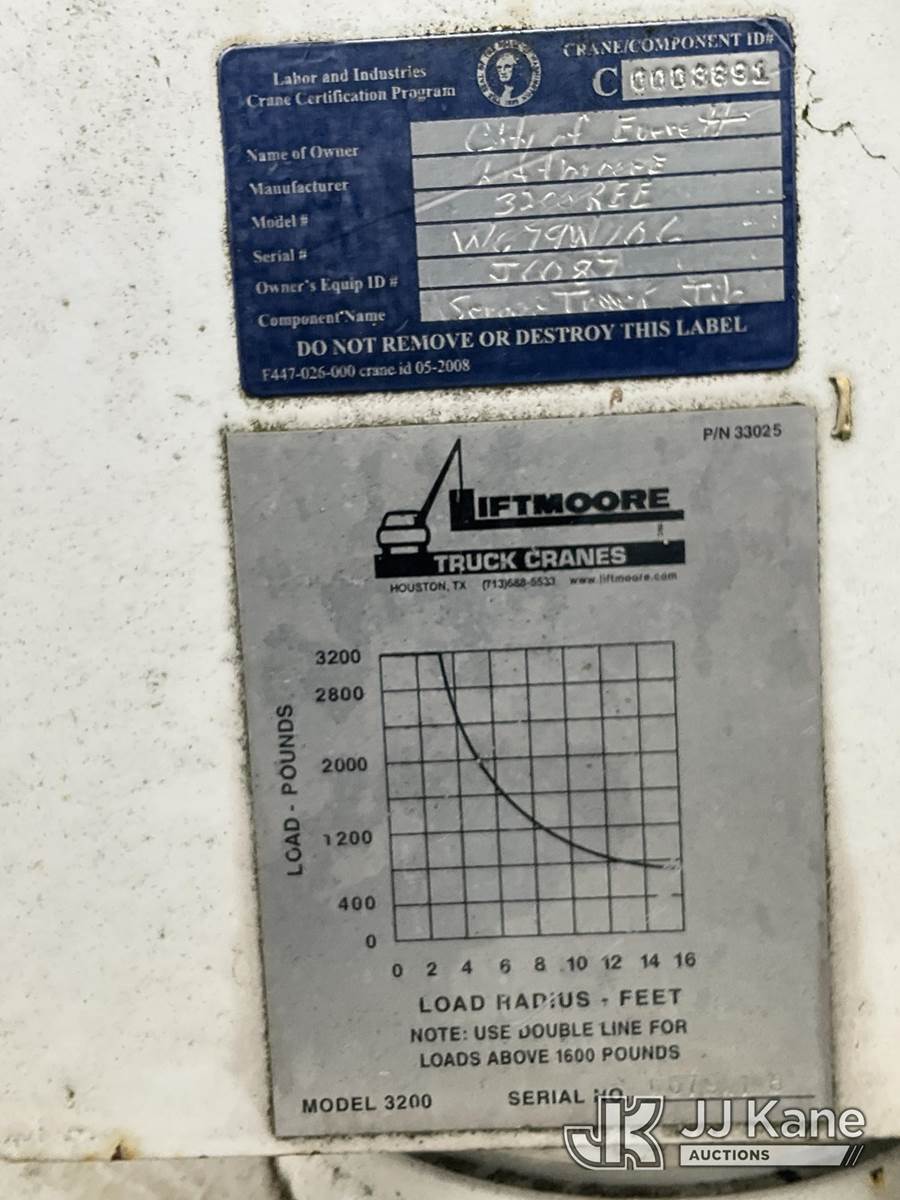 Labor and Industries
Crane Certification Program
CRANE/COMPONENT ID#
C 0003891
Name of Owner City of Everett
Manufacturer
Model # 3200REE
Serial #
Owner's Equip ID # J1087
Component Name
DO NOT REMOVE OR DESTROY THIS LABEL
F447-026-000 crane id 05-2008
P/N 33025
LIFTMOORE
TRUCK CRANES
HOUSTON, TX (713)688-5533 www.liftmoore.com
LOAD - POUNDS
3200
2800
2000
1200
400
0
0 2 4 6 8 10 12 14 16
LOAD RADIUS - FEET
NOTE: USE DOUBLE LINE FOR
LOADS ABOVE 1600 POUNDS
MODEL 3200 SERIAL NO.
JK JJ Kane
AUCTIONS